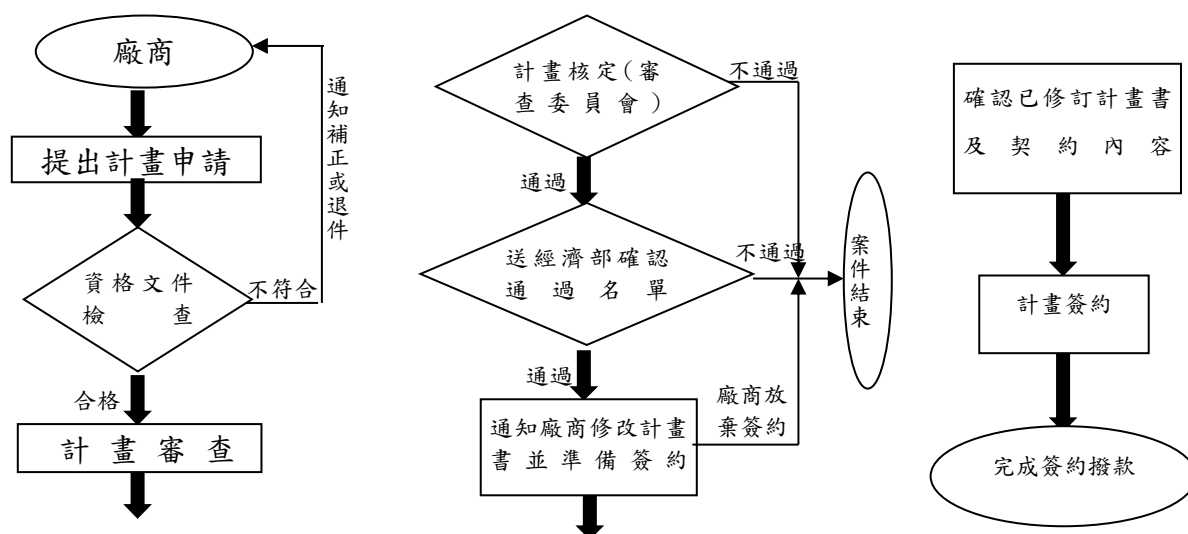 廠商
通知補正或退件
提出計畫申請
資格文件
檢查
不符合
合格
計畫審查
計畫核定(審
查委員會)
不通過
通過
送經濟部確認
通過名單
不通過
案件結束
通過
通知廠商修改計畫
書並準備簽約
廠商放
棄簽約
確認已修訂計畫書
及契約內容
計畫簽約
完成簽約撥款